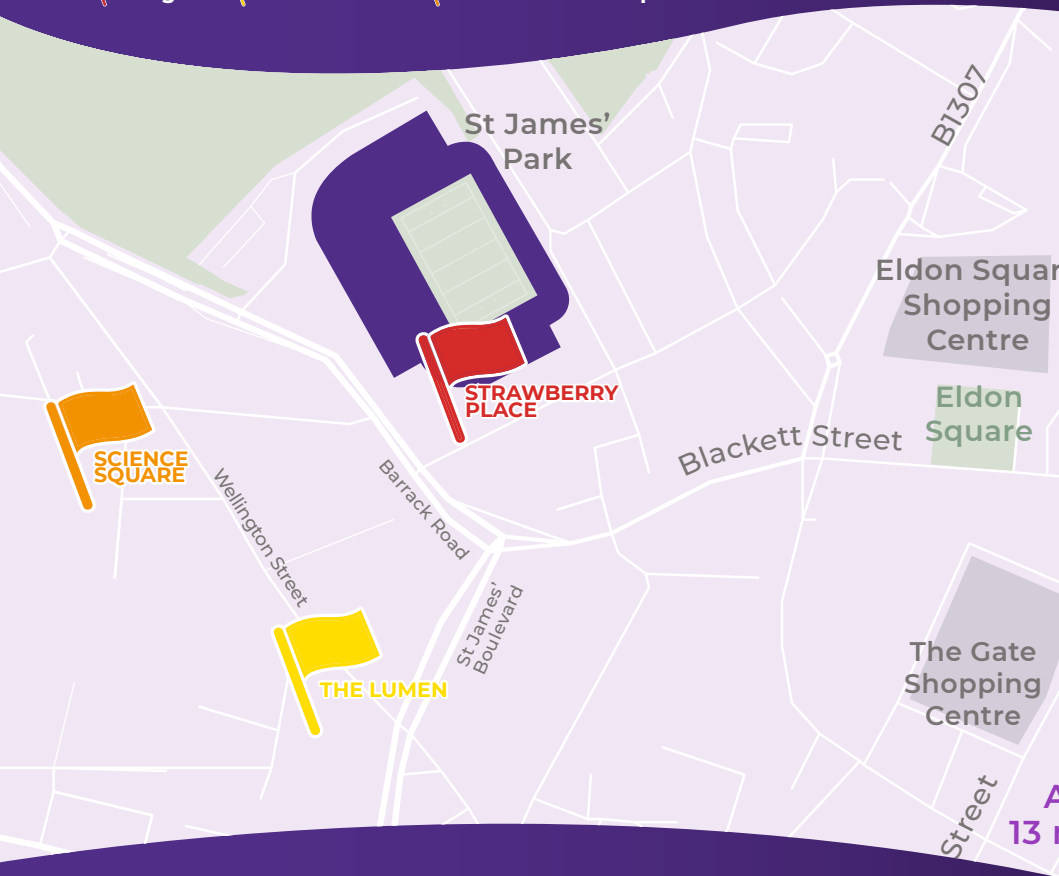 St James’
Park
B1307
Eldon
Shopping
Centre
Eldon
Square
STRAWBERRY
PLACE
Blackett Street
SCIENCE
SQUARE
Wellington Street
Barrack Road
St James’
Boulevard
THE LUMEN
The Gate
Shopping
Centre
Street
13